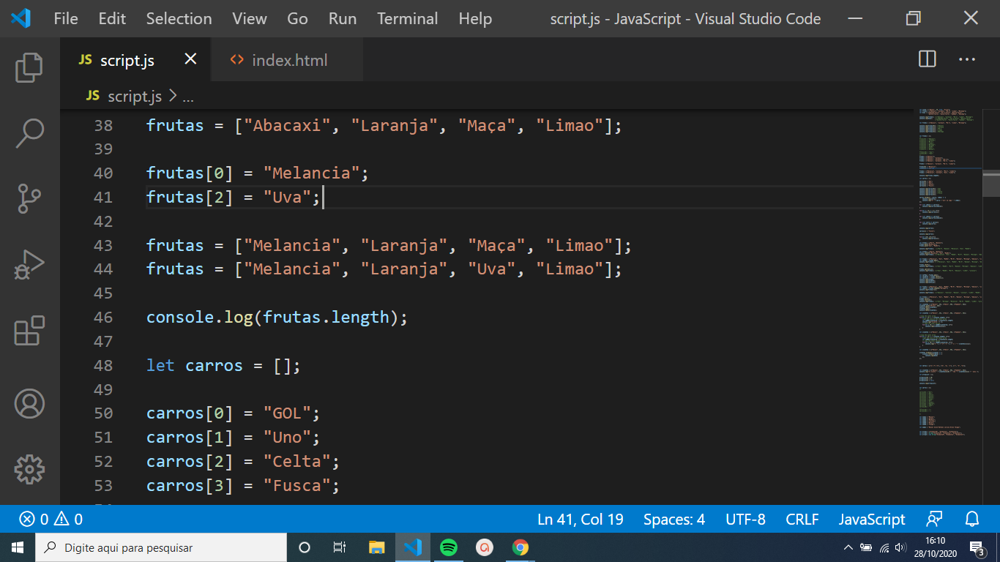 File Edit Selection View Go Run Terminal Help script.js - JavaScript - Visual Studio Code
JS script.js <> index.html
JS script.js > ...
38 frutas = ["Abacaxi", "Laranja", "Maça", "Limao"];
39
40 frutas[0] = "Melancia";
41 frutas[2] = "Uva";
42
43 frutas = ["Melancia", "Laranja", "Maça", "Limao"];
44 frutas = ["Melancia", "Laranja", "Uva", "Limao"];
45
46 console.log(frutas.length);
47
48 let carros = [];
49
50 carros[0] = "GOL";
51 carros[1] = "Uno";
52 carros[2] = "Celta";
53 carros[3] = "Fusca";
0 0 Ln 41, Col 19 Spaces: 4 UTF-8 CRLF JavaScript
Digite aqui para pesquisar
16:10
28/10/2020
3